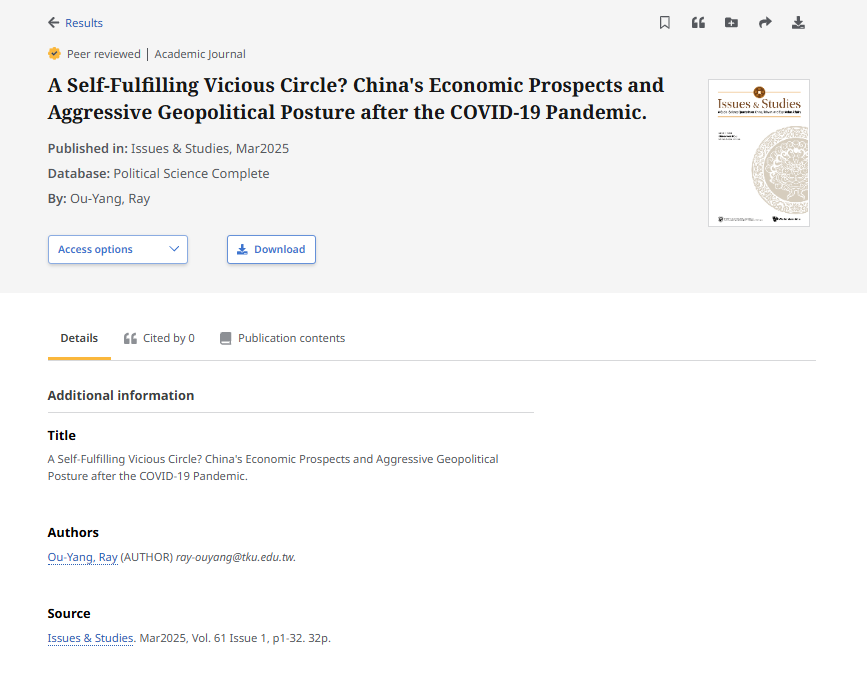 Results
Peer reviewed | Academic Journal
A Self-Fulfilling Vicious Circle? China's Economic Prospects and
Aggressive Geopolitical Posture after the COVID-19 Pandemic.
Published in: Issues & Studies, Mar2025
Database: Political Science Complete
By: Ou-Yang, Ray
Issues & Studies
Access options
Download
Details
Cited by 0
Publication contents
Additional information
Title
A Self-Fulfilling Vicious Circle? China's Economic Prospects and Aggressive Geopolitical
Posture after the COVID-19 Pandemic.
Authors
Ou-Yang, Ray (AUTHOR) ray-ouyang@tku.edu.tw.
Source
Issues & Studies. Mar2025, Vol. 61 Issue 1, p1-32. 32p.